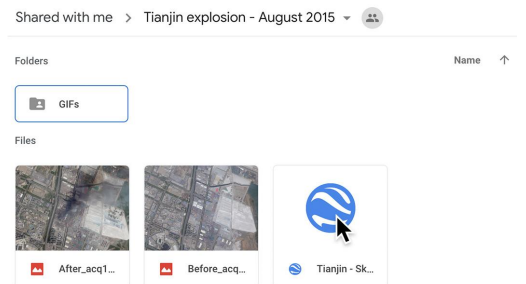 Shared with me > Tianjin explosion - August 2015
Folders
Name
GIFs
Files
After_acq1...
Before_acq...
Tianjin - Sk...